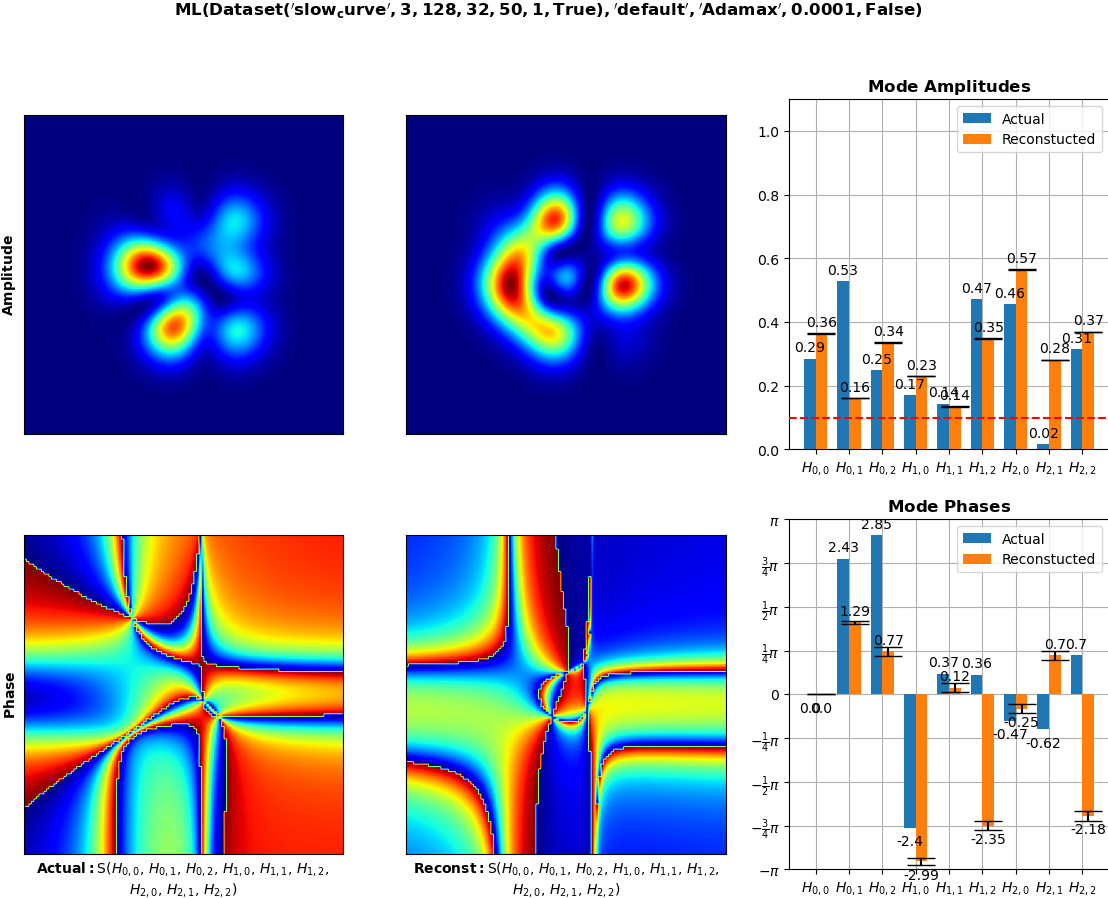 ML(Dataset('slow_curve', 3, 128, 32, 50, 1, True), 'default', 'Adamax', 0.0001, False)
Amplitude
Mode Amplitudes
Actual
Reconstucted
1.0
0.8
0.6
0.4
0.2
0.0
0.29 0.36 0.53 0.16 0.25 0.34 0.17 0.23 0.14 0.14 0.47 0.35 0.46 0.57 0.02 0.28 0.31 0.37
H0,0 H0,1 H0,2 H1,0 H1,1 H1,2 H2,0 H2,1 H2,2
Phase
Actual: S(H0,0, H0,1, H0,2, H1,0, H1,1, H1,2,
H2,0, H2,1, H2,2)
Reconst: S(H0,0, H0,1, H0,2, H1,0, H1,1, H1,2,
H2,0, H2,1, H2,2)
Mode Phases
Actual
Reconstucted
π
3/4π
1/2π
1/4π
0
−1/4π
−1/2π
−3/4π
−π
0.0 0.0 2.43 1.29 2.85 0.77 -2.4 -2.99 0.37 0.12 0.36 -2.35 -0.47 -0.25 -0.62 0.7 0.7 -2.18
H0,0 H0,1 H0,2 H1,0 H1,1 H1,2 H2,0 H2,1 H2,2